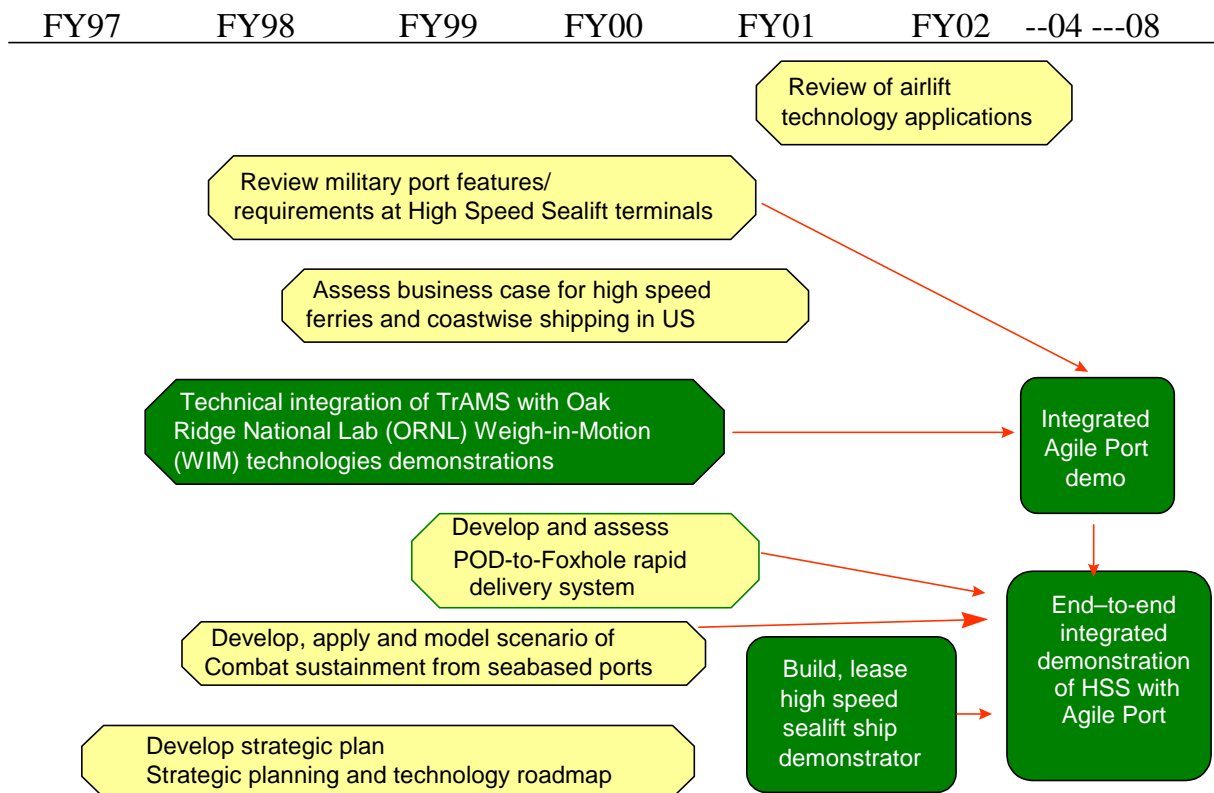 FY97 FY98 FY99 FY00 FY01 FY02 --04 ---08
Review of airlift
technology applications
Review military port features/
requirements at High Speed Sealift terminals
Assess business case for high speed
ferries and coastwise shipping in US
Technical integration of TrAMS with Oak
Ridge National Lab (ORNL) Weigh-in-Motion
(WIM) technologies demonstrations
Integrated
Agile Port
demo
Develop and assess
POD-to-Foxhole rapid
delivery system
Develop, apply and model scenario of
Combat sustainment from seabased ports
Build, lease
high speed
sealift ship
demonstrator
End–to-end
integrated
demonstration
of HSS with
Agile Port
Develop strategic plan
Strategic planning and technology roadmap